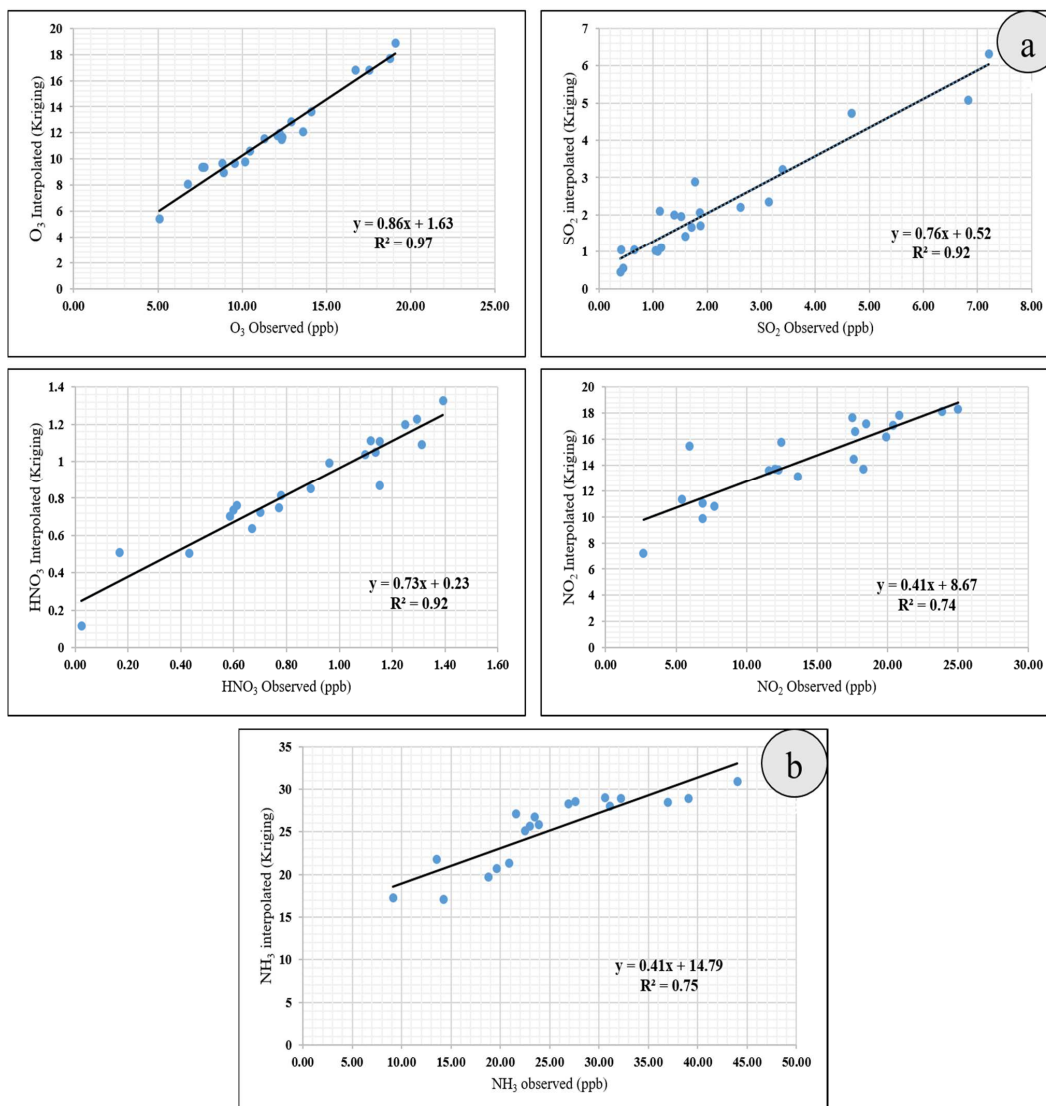 20
18
16
14
12
10
8
6
4
2
0
0.00 5.00 10.00 15.00 20.00 25.00
O₃ Interpolated (Kriging)
O₃ Observed (ppb)
y = 0.86x + 1.63
R² = 0.97
a
7
6
5
4
3
2
1
0
0.00 1.00 2.00 3.00 4.00 5.00 6.00 7.00 8.00
SO₂ interpolated (Kriging)
SO₂ Observed (ppb)
y = 0.76x + 0.52
R² = 0.92
1.4
1.2
1
0.8
0.6
0.4
0.2
0
0.00 0.20 0.40 0.60 0.80 1.00 1.20 1.40 1.60
HNO₃ Interpolated (Kriging)
HNO₃ Observed (ppb)
y = 0.73x + 0.23
R² = 0.92
20
18
16
14
12
10
8
6
4
2
0
0.00 5.00 10.00 15.00 20.00 25.00 30.00
NO₂ Interpolated (Kriging)
NO₂ Observed (ppb)
y = 0.41x + 8.67
R² = 0.74
b
35
30
25
20
15
10
5
0
0.00 5.00 10.00 15.00 20.00 25.00 30.00 35.00 40.00 45.00 50.00
NH₃ interpolated (Kriging)
NH₃ observed (ppb)
y = 0.41x + 14.79
R² = 0.75